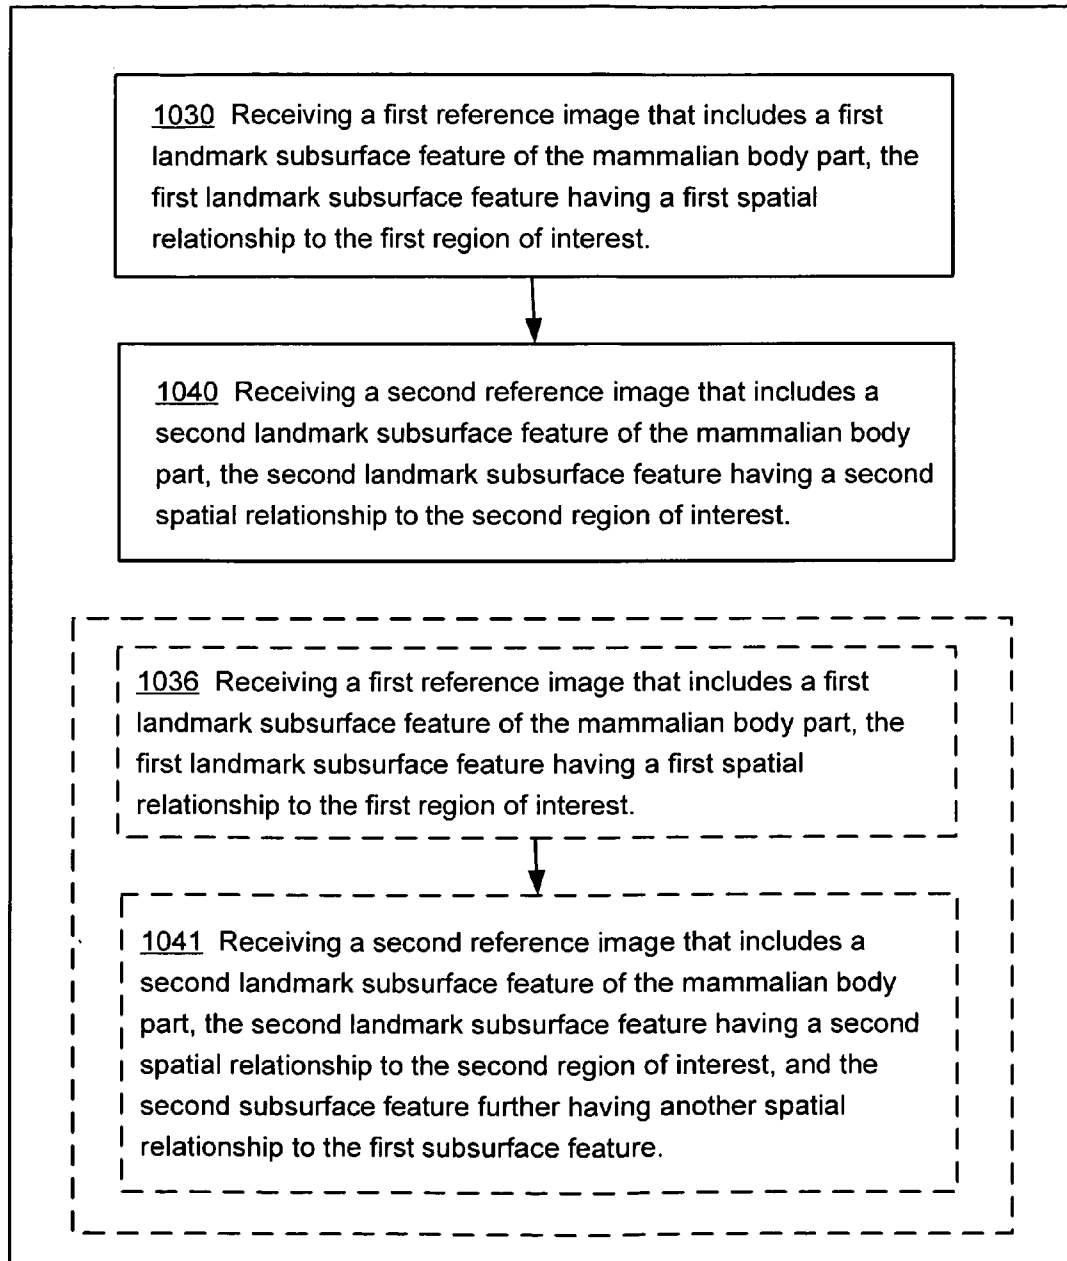 1030 Receiving a first reference image that includes a first
landmark subsurface feature of the mammalian body part, the
first landmark subsurface feature having a first spatial
relationship to the first region of interest.
1040 Receiving a second reference image that includes a
second landmark subsurface feature of the mammalian body
part, the second landmark subsurface feature having a second
spatial relationship to the second region of interest.
1036 Receiving a first reference image that includes a first
landmark subsurface feature of the mammalian body part, the
first landmark subsurface feature having a first spatial
relationship to the first region of interest.
1041 Receiving a second reference image that includes a
second landmark subsurface feature of the mammalian body
part, the second landmark subsurface feature having a second
spatial relationship to the second region of interest, and the
second subsurface feature further having another spatial
relationship to the first subsurface feature.